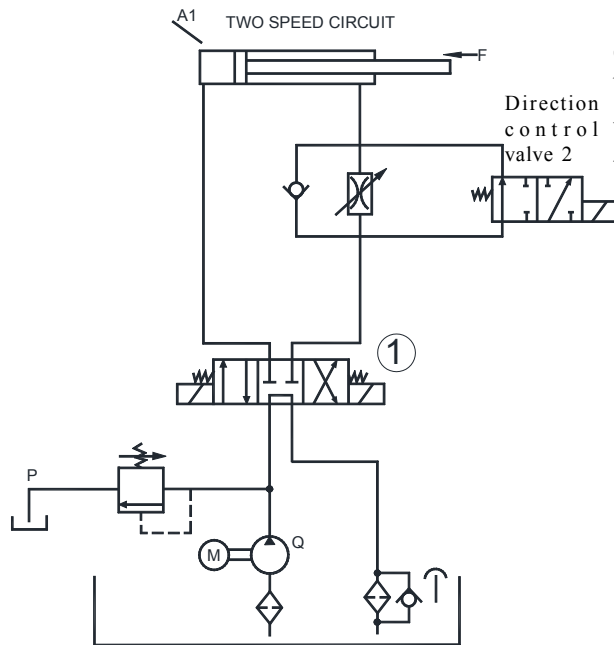 A1
TWO SPEED CIRCUIT
F
Direction
control
valve 2
1
P
M
Q